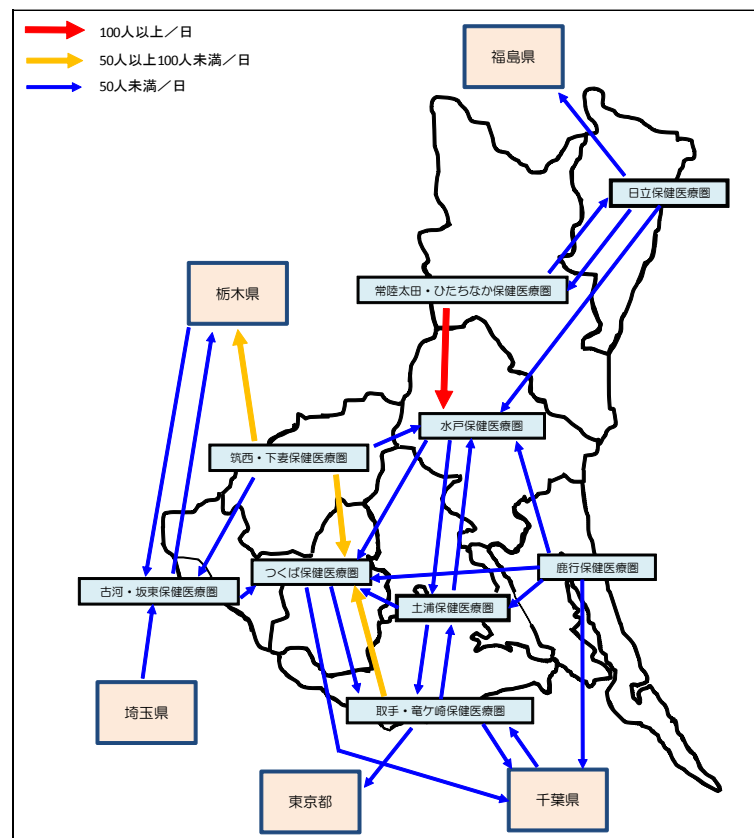 100人以上／日
50人以上100人未満／日
50人未満／日
福島県
日立保健医療圏
常陸太田・ひたちなか保健医療圏
栃木県
水戸保健医療圏
筑西・下妻保健医療圏
つくば保健医療圏
鹿行保健医療圏
古河・坂東保健医療圏
土浦保健医療圏
取手・竜ケ崎保健医療圏
埼玉県
東京都
千葉県